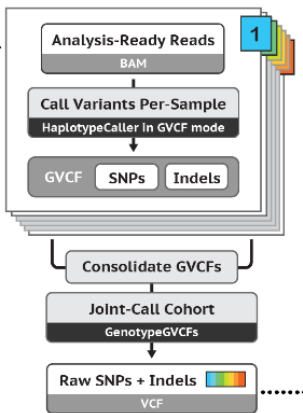 1
Analysis-Ready Reads
BAM
Call Variants Per-Sample
HaplotypeCaller in GVCF mode
GVCF SNPs Indels
Consolidate GVCFs
Joint-Call Cohort
GenotypeGVCFs
Raw SNPs + Indels
VCF